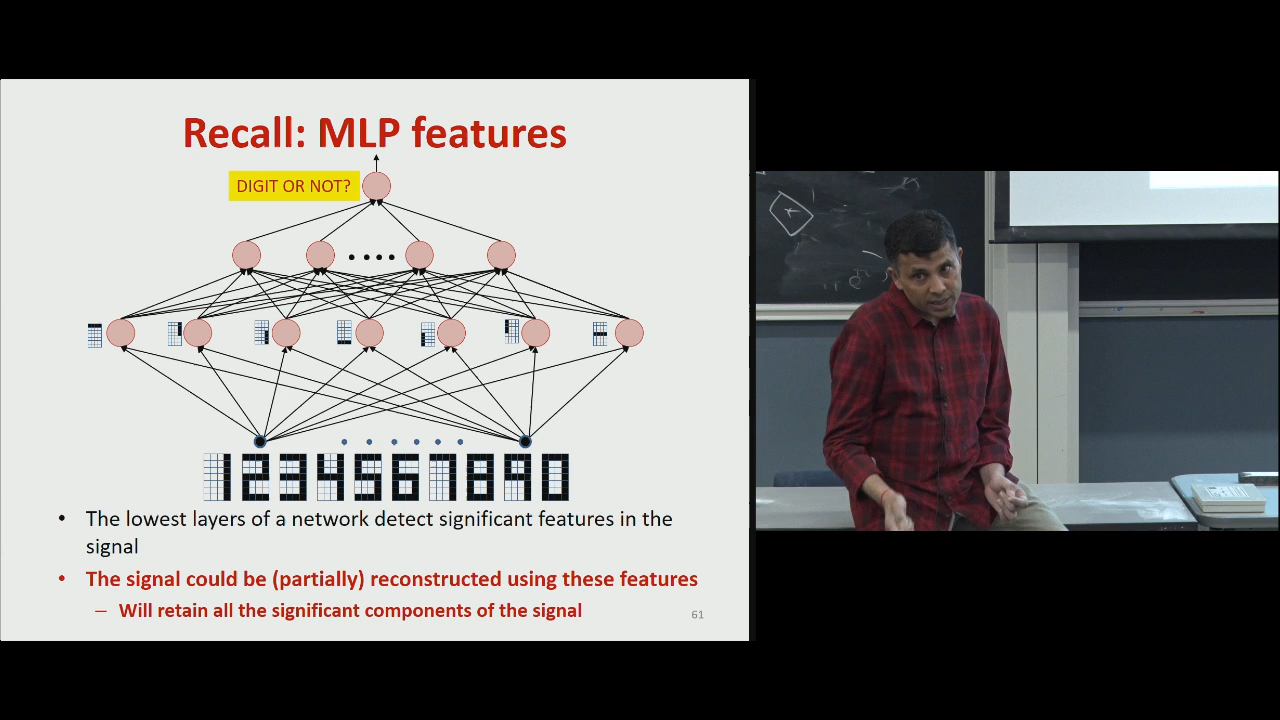 Recall: MLP features
DIGIT OR NOT?
1234567890
• The lowest layers of a network detect significant features in the
signal
• The signal could be (partially) reconstructed using these features
– Will retain all the significant components of the signal
61